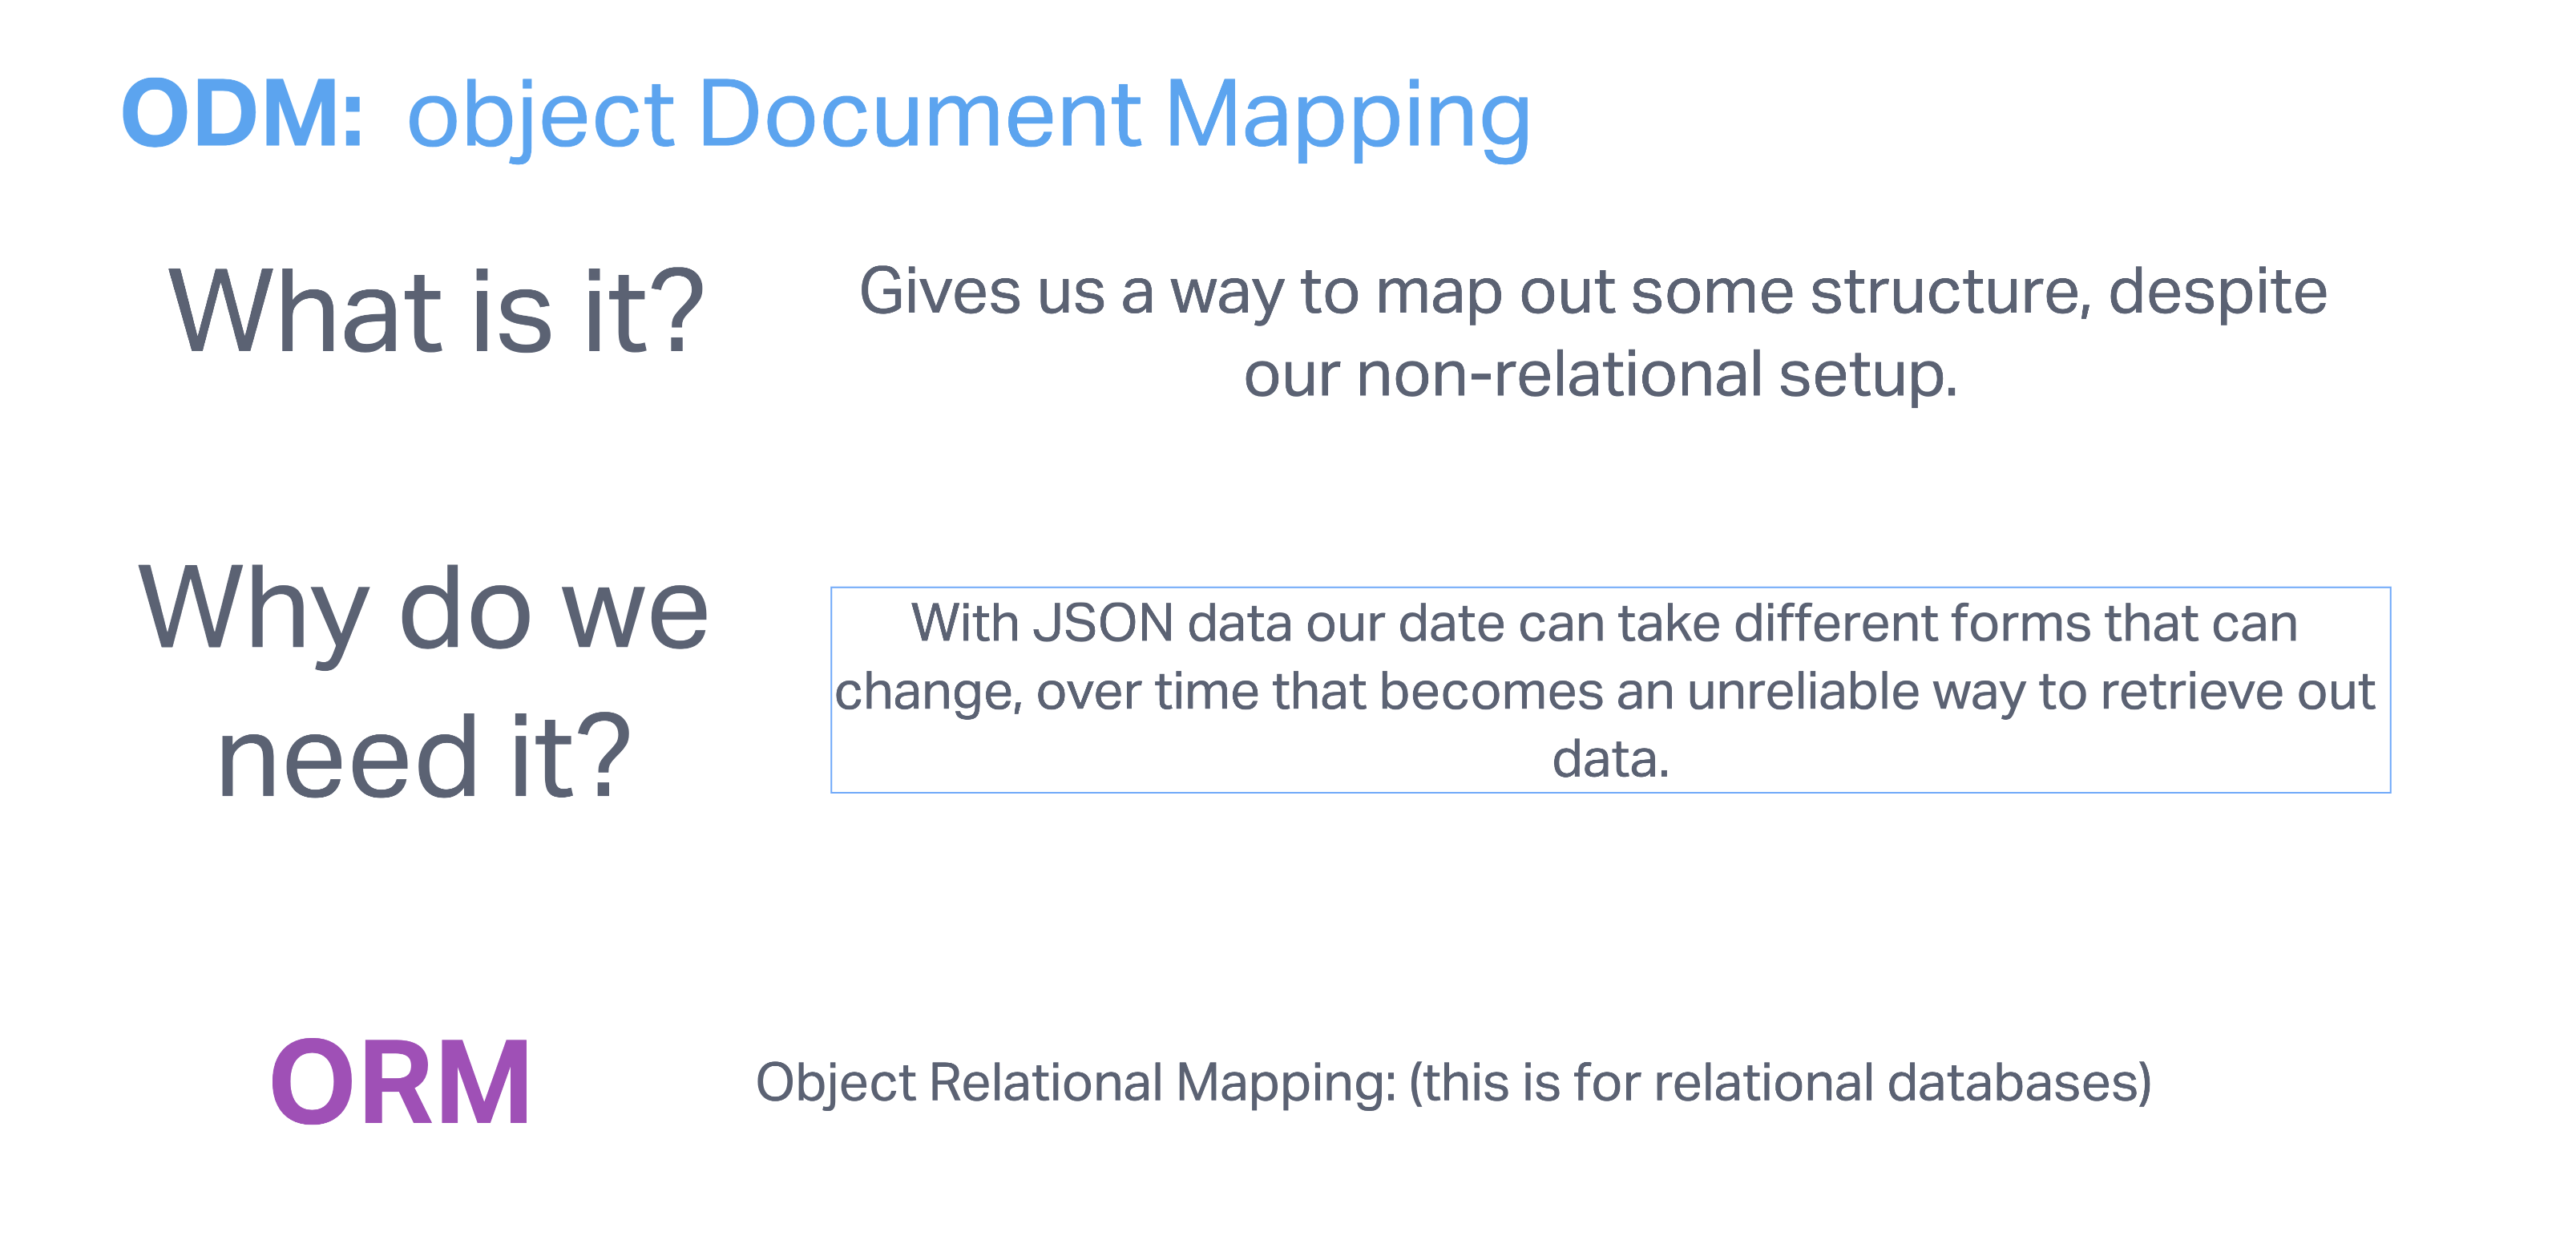 ODM: object Document Mapping
What is it?
Gives us a way to map out some structure, despite
our non-relational setup.
Why do we
need it?
With JSON data our date can take different forms that can
change, over time that becomes an unreliable way to retrieve out
data.
ORM
Object Relational Mapping: (this is for relational databases)